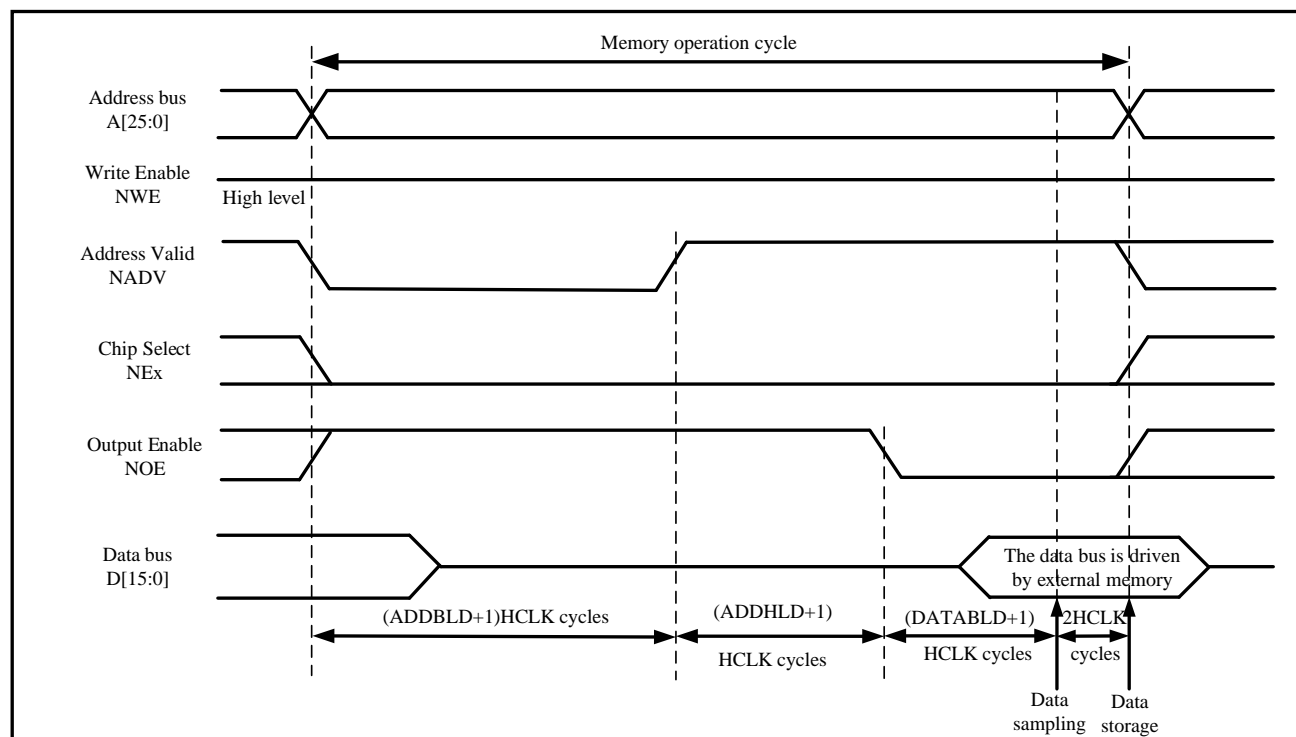 Memory operation cycle
Address bus
A[25:0]
Write Enable
NWE
High level
Address Valid
NADV
Chip Select
NEx
Output Enable
NOE
Data bus
D[15:0]
The data bus is driven
by external memory
(ADDBLD+1)HCLK cycles
(ADDHLD+1)
HCLK cycles
(DATABLD+1)
HCLK cycles
2HCLK
cycles
Data
sampling
Data
storage